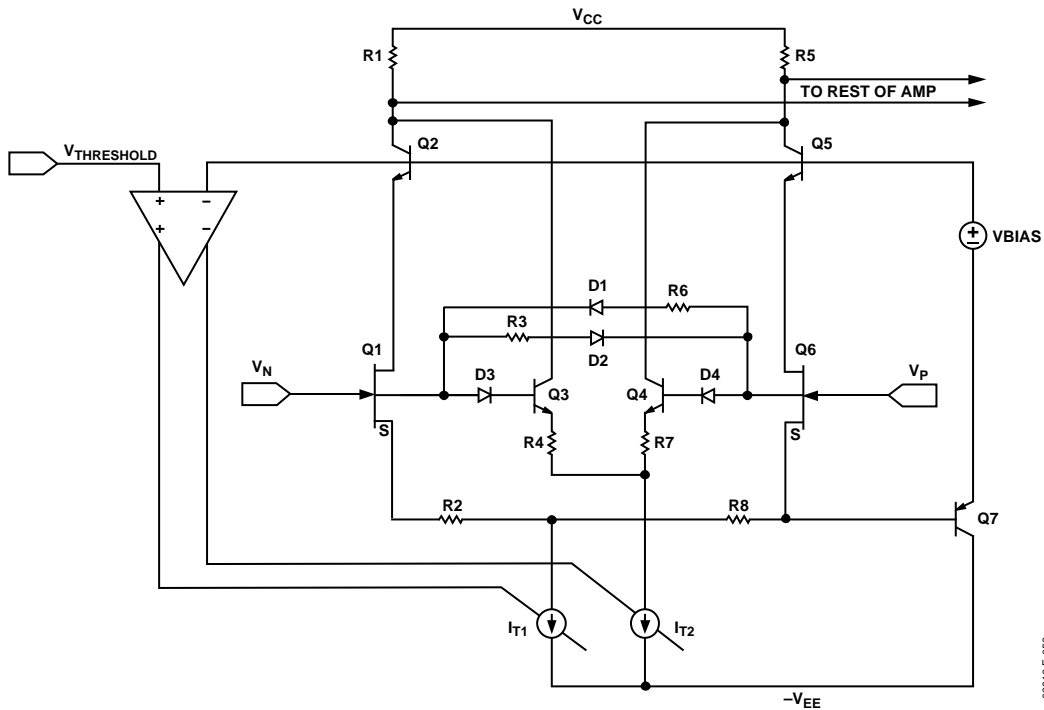 VCC
R1
R5
TO REST OF AMP
VTHRESHOLD
Q2
Q5
+ −
+ −
VBIAS
D1
R6
R3
D2
Q1
Q6
VN
D3
Q3
Q4
D4
VP
S
R4
R7
S
R2
R8
Q7
IT1
IT2
−VEE